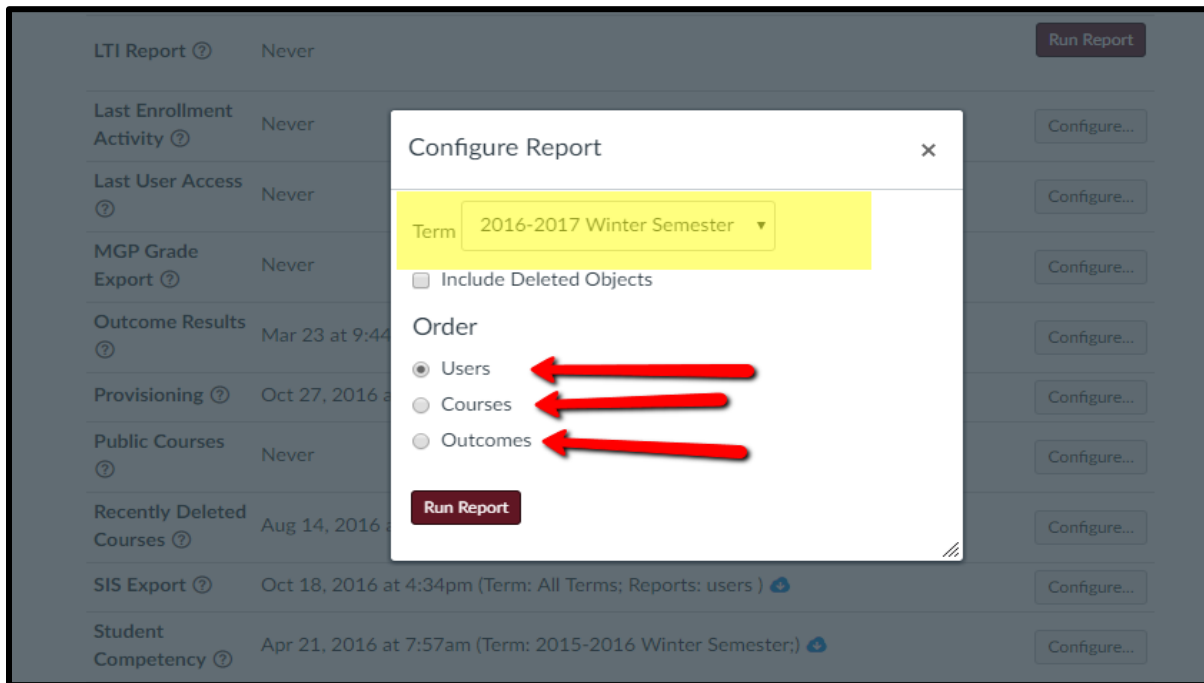 LTI Report Never Run Report
Last Enrollment
Activity Never Configure...
Last User Access
Never Configure...
MGP Grade
Export Never Configure...
Outcome Results
Mar 23 at 9:44 Configure...
Provisioning Oct 27, 2016 Configure...
Public Courses
Never Configure...
Recently Deleted
Courses Aug 14, 2016 Configure...
SIS Export Oct 18, 2016 at 4:34pm (Term: All Terms; Reports: users ) Configure...
Student
Competency Apr 21, 2016 at 7:57am (Term: 2015-2016 Winter Semester;) Configure...
Configure Report ×
Term 2016-2017 Winter Semester
Include Deleted Objects
Order
Users
Courses
Outcomes
Run Report